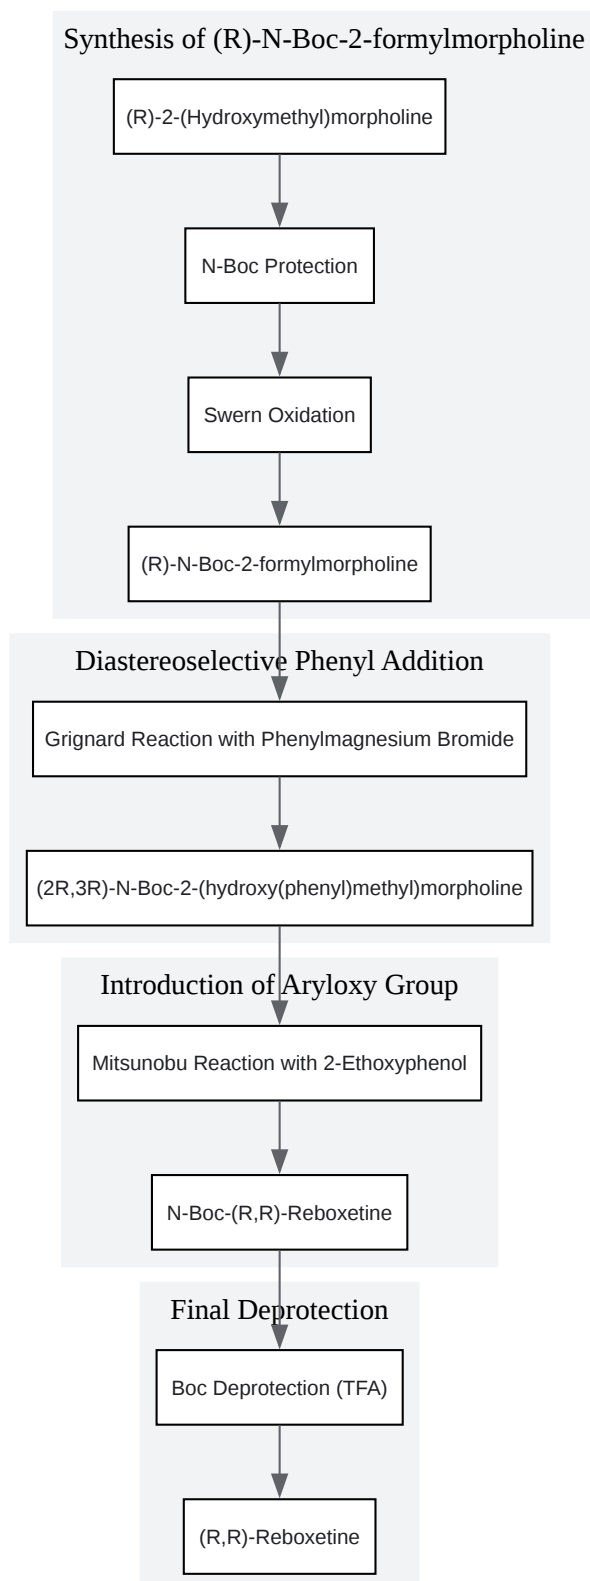 Synthesis of (R)-N-Boc-2-formylmorpholine
(R)-2-(Hydroxymethyl)morpholine
N-Boc Protection
Swern Oxidation
(R)-N-Boc-2-formylmorpholine
Diastereoselective Phenyl Addition
Grignard Reaction with Phenylmagnesium Bromide
(2R,3R)-N-Boc-2-(hydroxy(phenyl)methyl)morpholine
Introduction of Aryloxy Group
Mitsunobu Reaction with 2-Ethoxyphenol
N-Boc-(R,R)-Reboxetine
Final Deprotection
Boc Deprotection (TFA)
(R,R)-Reboxetine